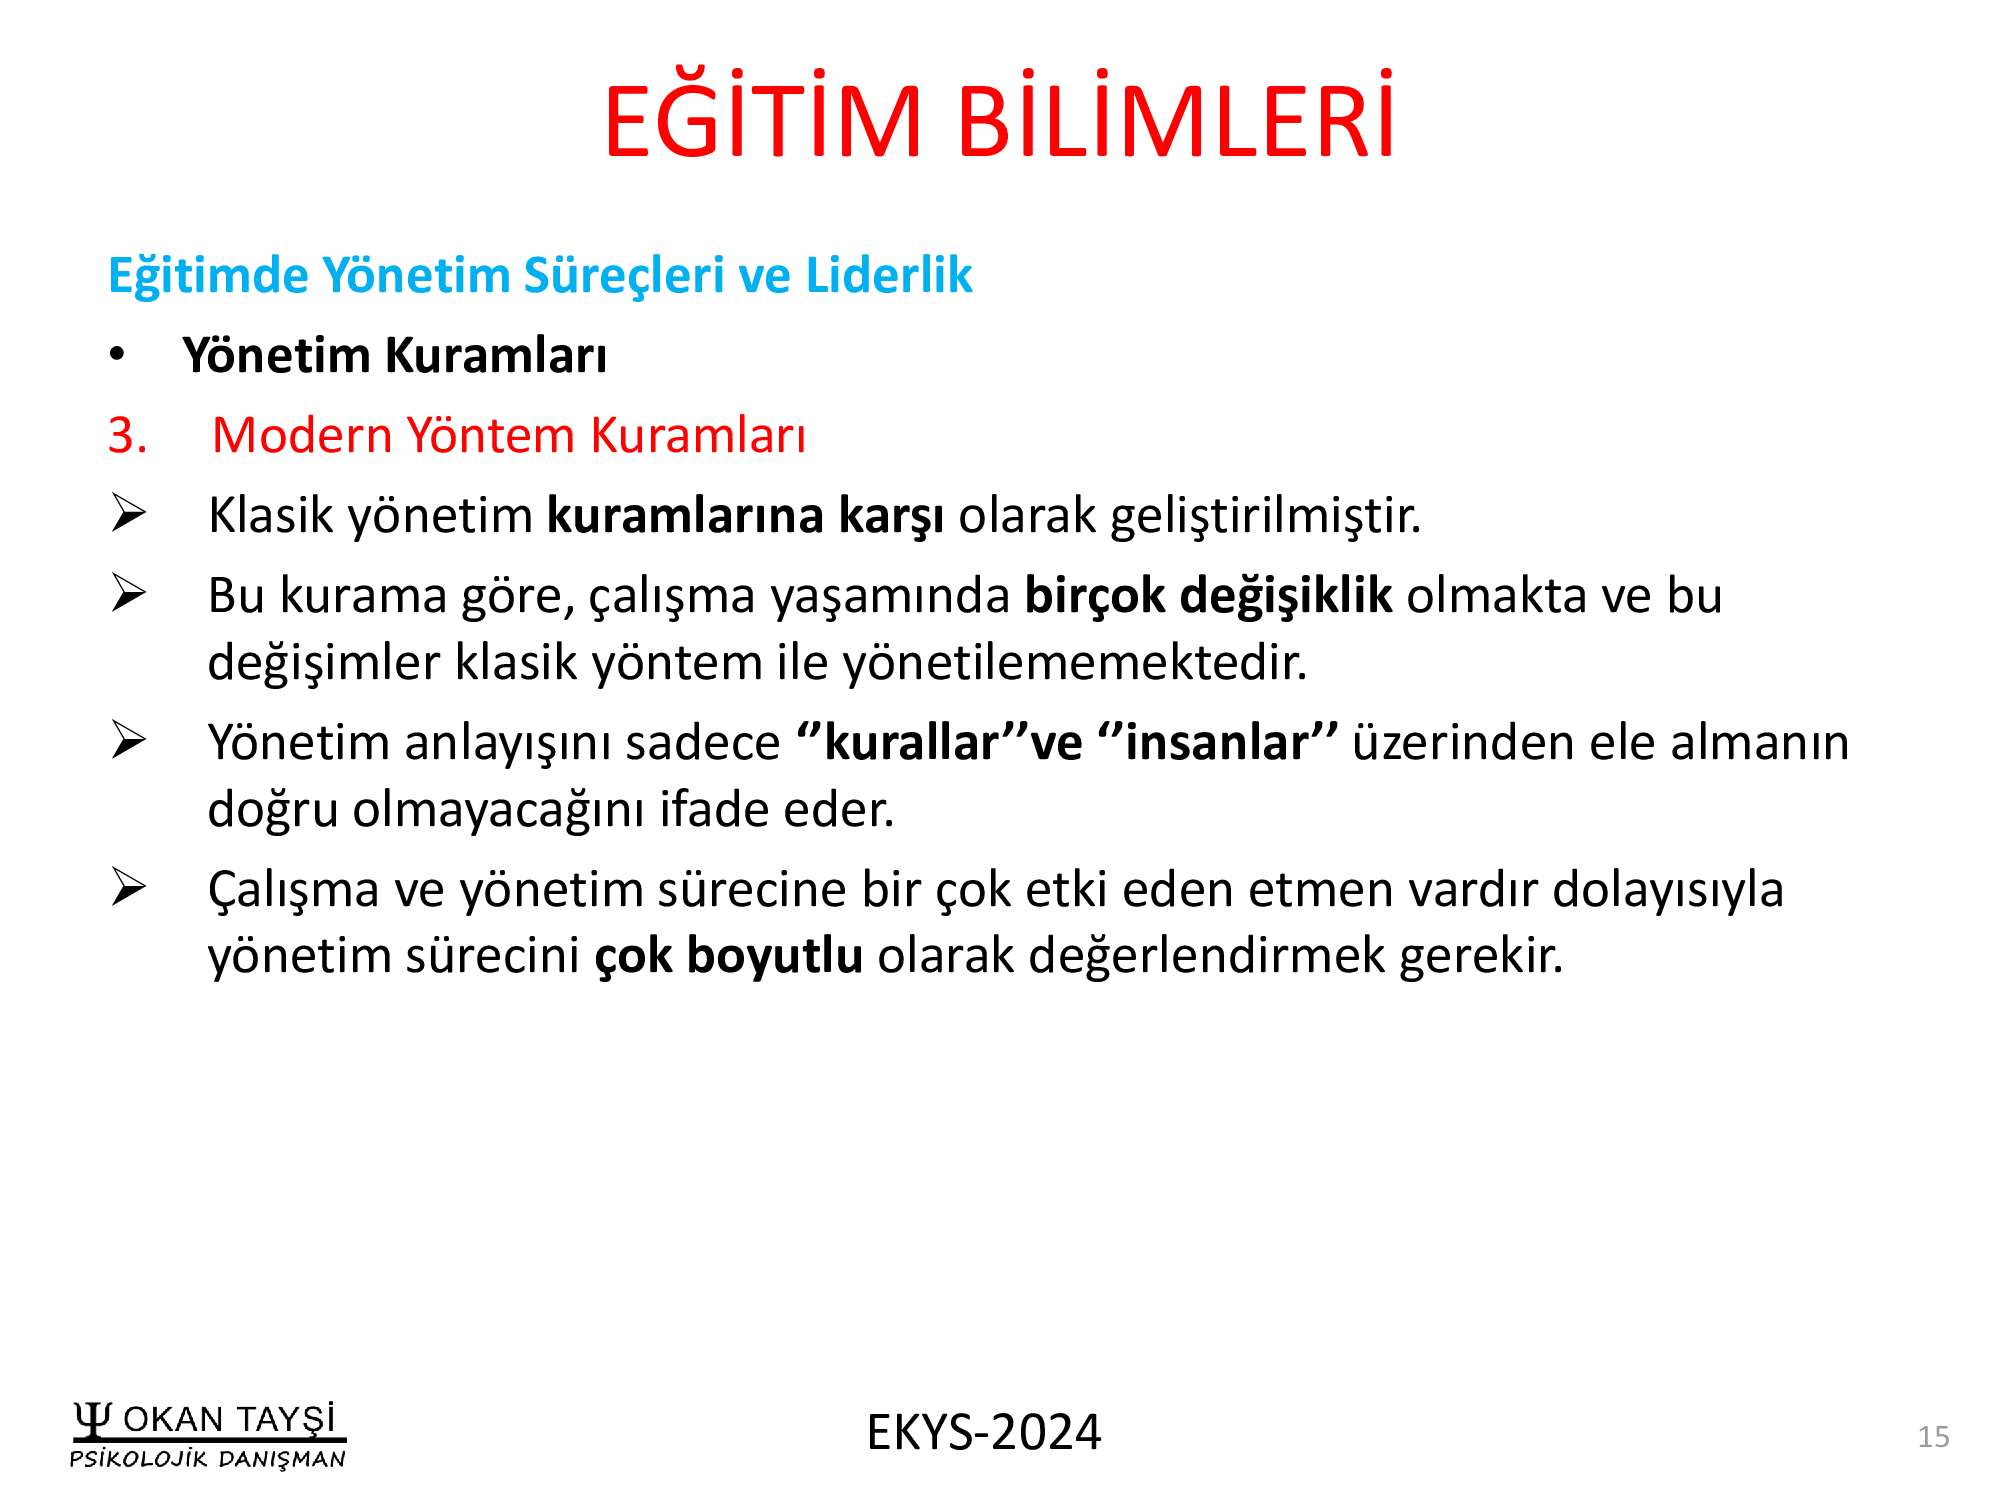 EĞİTİM BİLİMLERİ
Eğitimde Yönetim Süreçleri ve Liderlik
• Yönetim Kuramları
3. Modern Yöntem Kuramları
➢ Klasik yönetim kuramlarına karşı olarak geliştirilmiştir.
➢ Bu kurama göre, çalışma yaşamında birçok değişiklik olmakta ve bu
değişimler klasik yöntem ile yönetilememektedir.
➢ Yönetim anlayışını sadece ‘’kurallar’’ve ‘’insanlar’’ üzerinden ele almanın
doğru olmayacağını ifade eder.
➢ Çalışma ve yönetim sürecine bir çok etki eden etmen vardır dolayısıyla
yönetim sürecini çok boyutlu olarak değerlendirmek gerekir.
Ψ OKAN TAYŞİ
PSİKOLOJİK DANIŞMAN
EKYS-2024
15